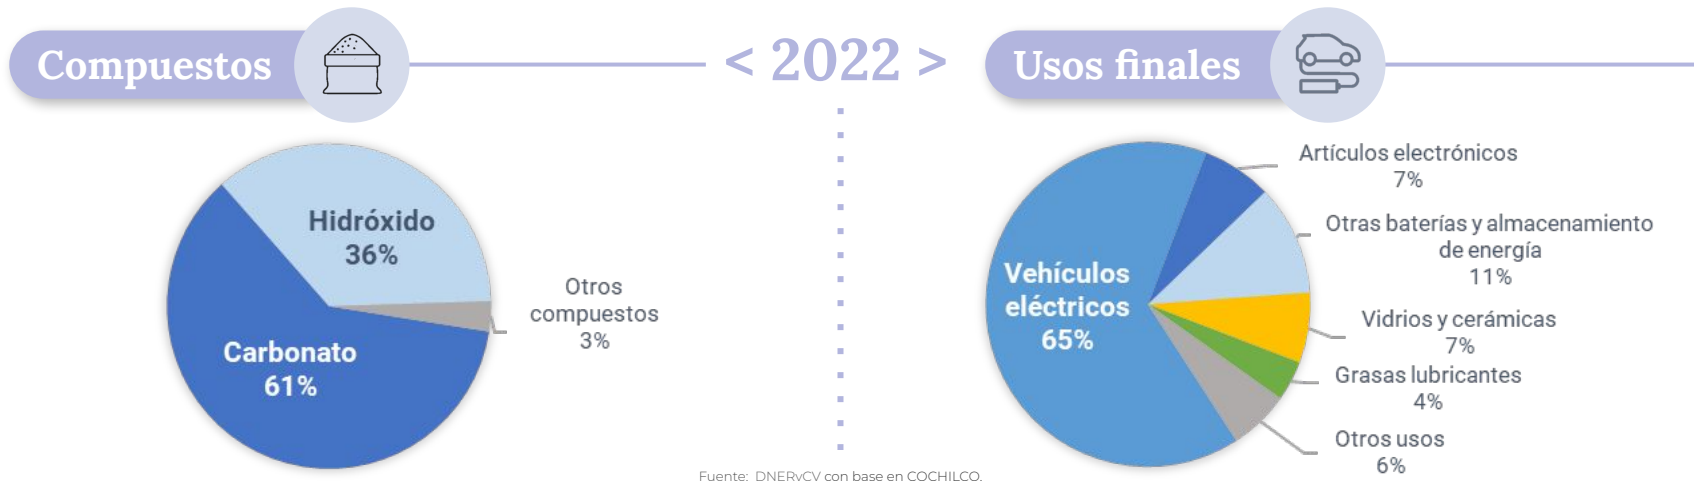 Compuestos
< 2022 >
Usos finales
Hidróxido
36%
Otros
compuestos
3%
Carbonato
61%
Artículos electrónicos
7%
Otras baterías y almacenamiento
de energía
11%
Vehículos
eléctricos
65%
Vidrios y cerámicas
7%
Grasas lubricantes
4%
Otros usos
6%
Fuente: DNERyCV con base en COCHILCO.